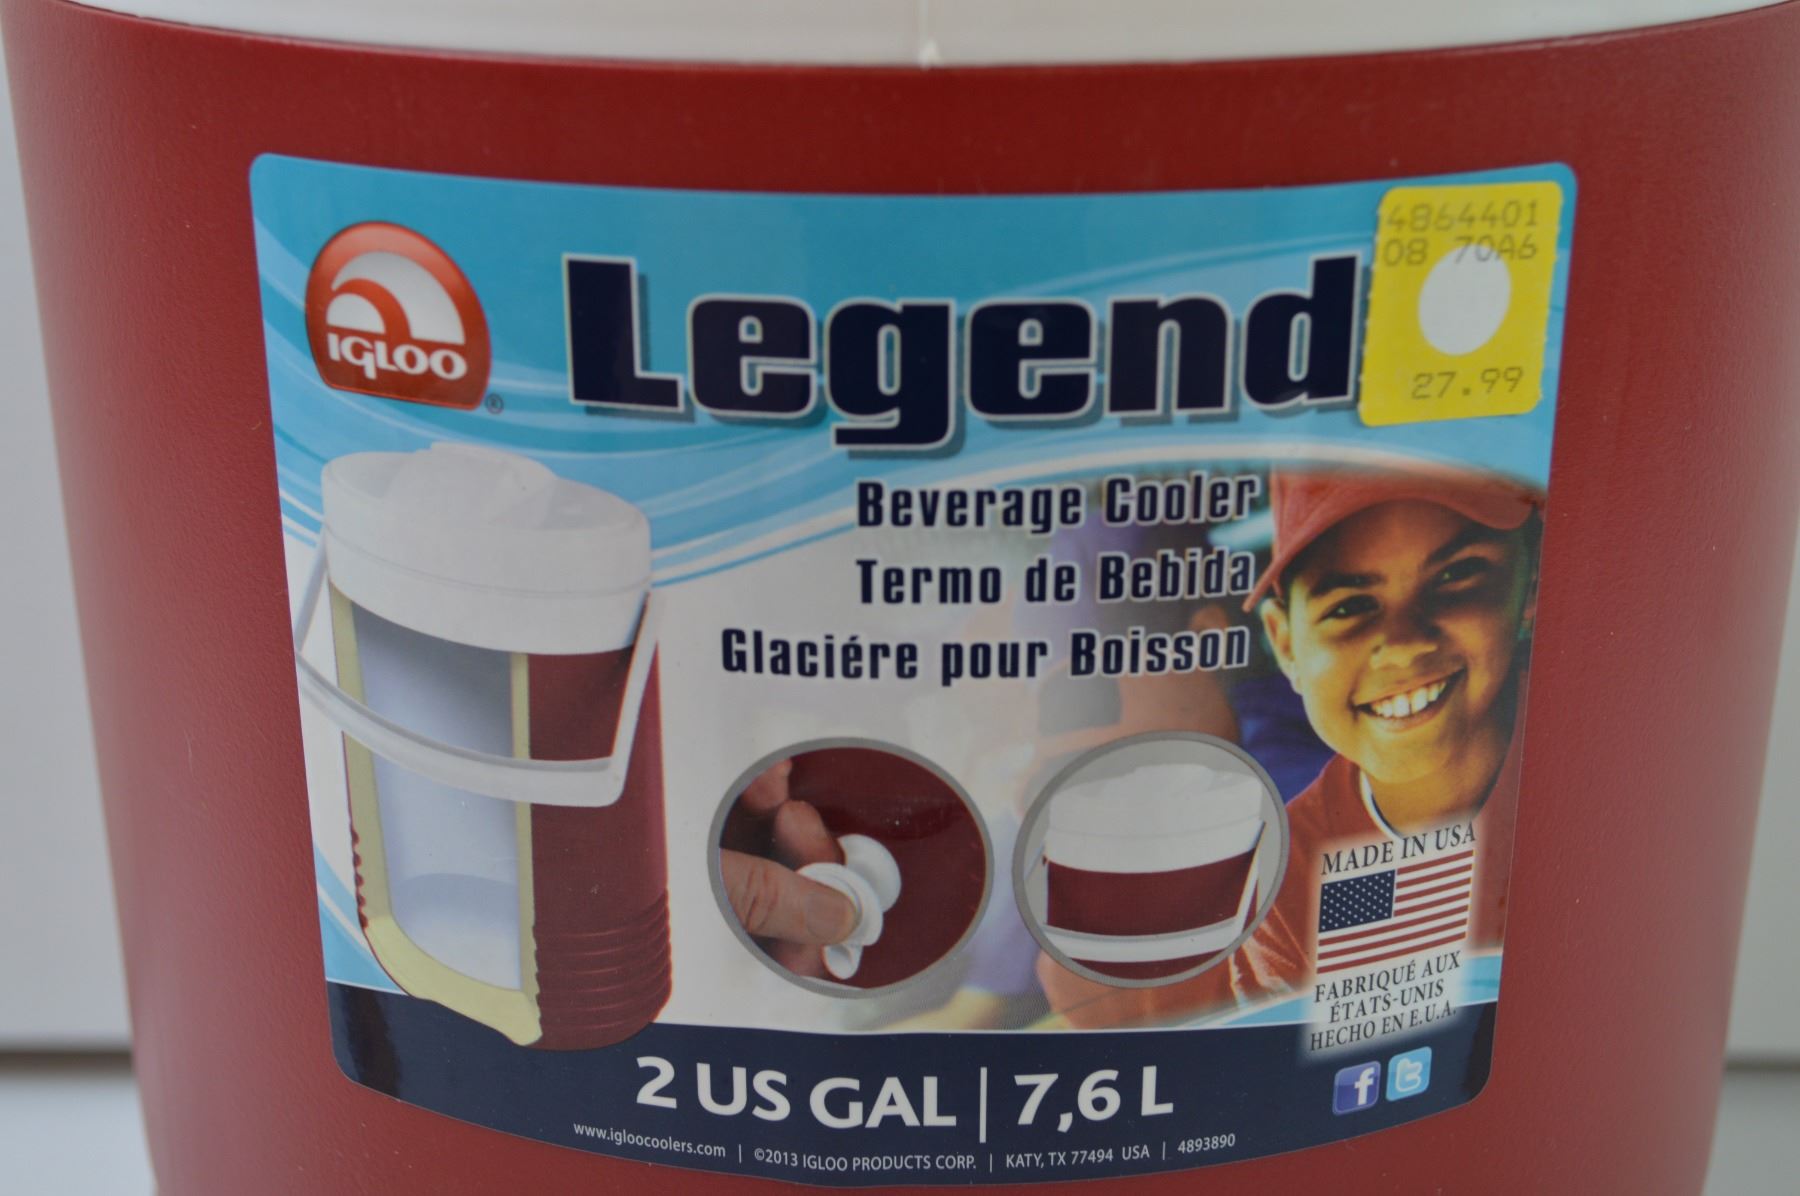 IGLOO
®
Legend
4864401
08 70A6
27.99
Beverage Cooler
Termo de Bebida
Glaciére pour Boisson
MADE IN USA
FABRIQUÉ AUX
ÉTATS-UNIS
HECHO EN E.U.A.
2 US GAL | 7,6 L
f t
www.igloocoolers.com | ©2013 IGLOO PRODUCTS CORP. | KATY, TX 77494 USA | 4893890